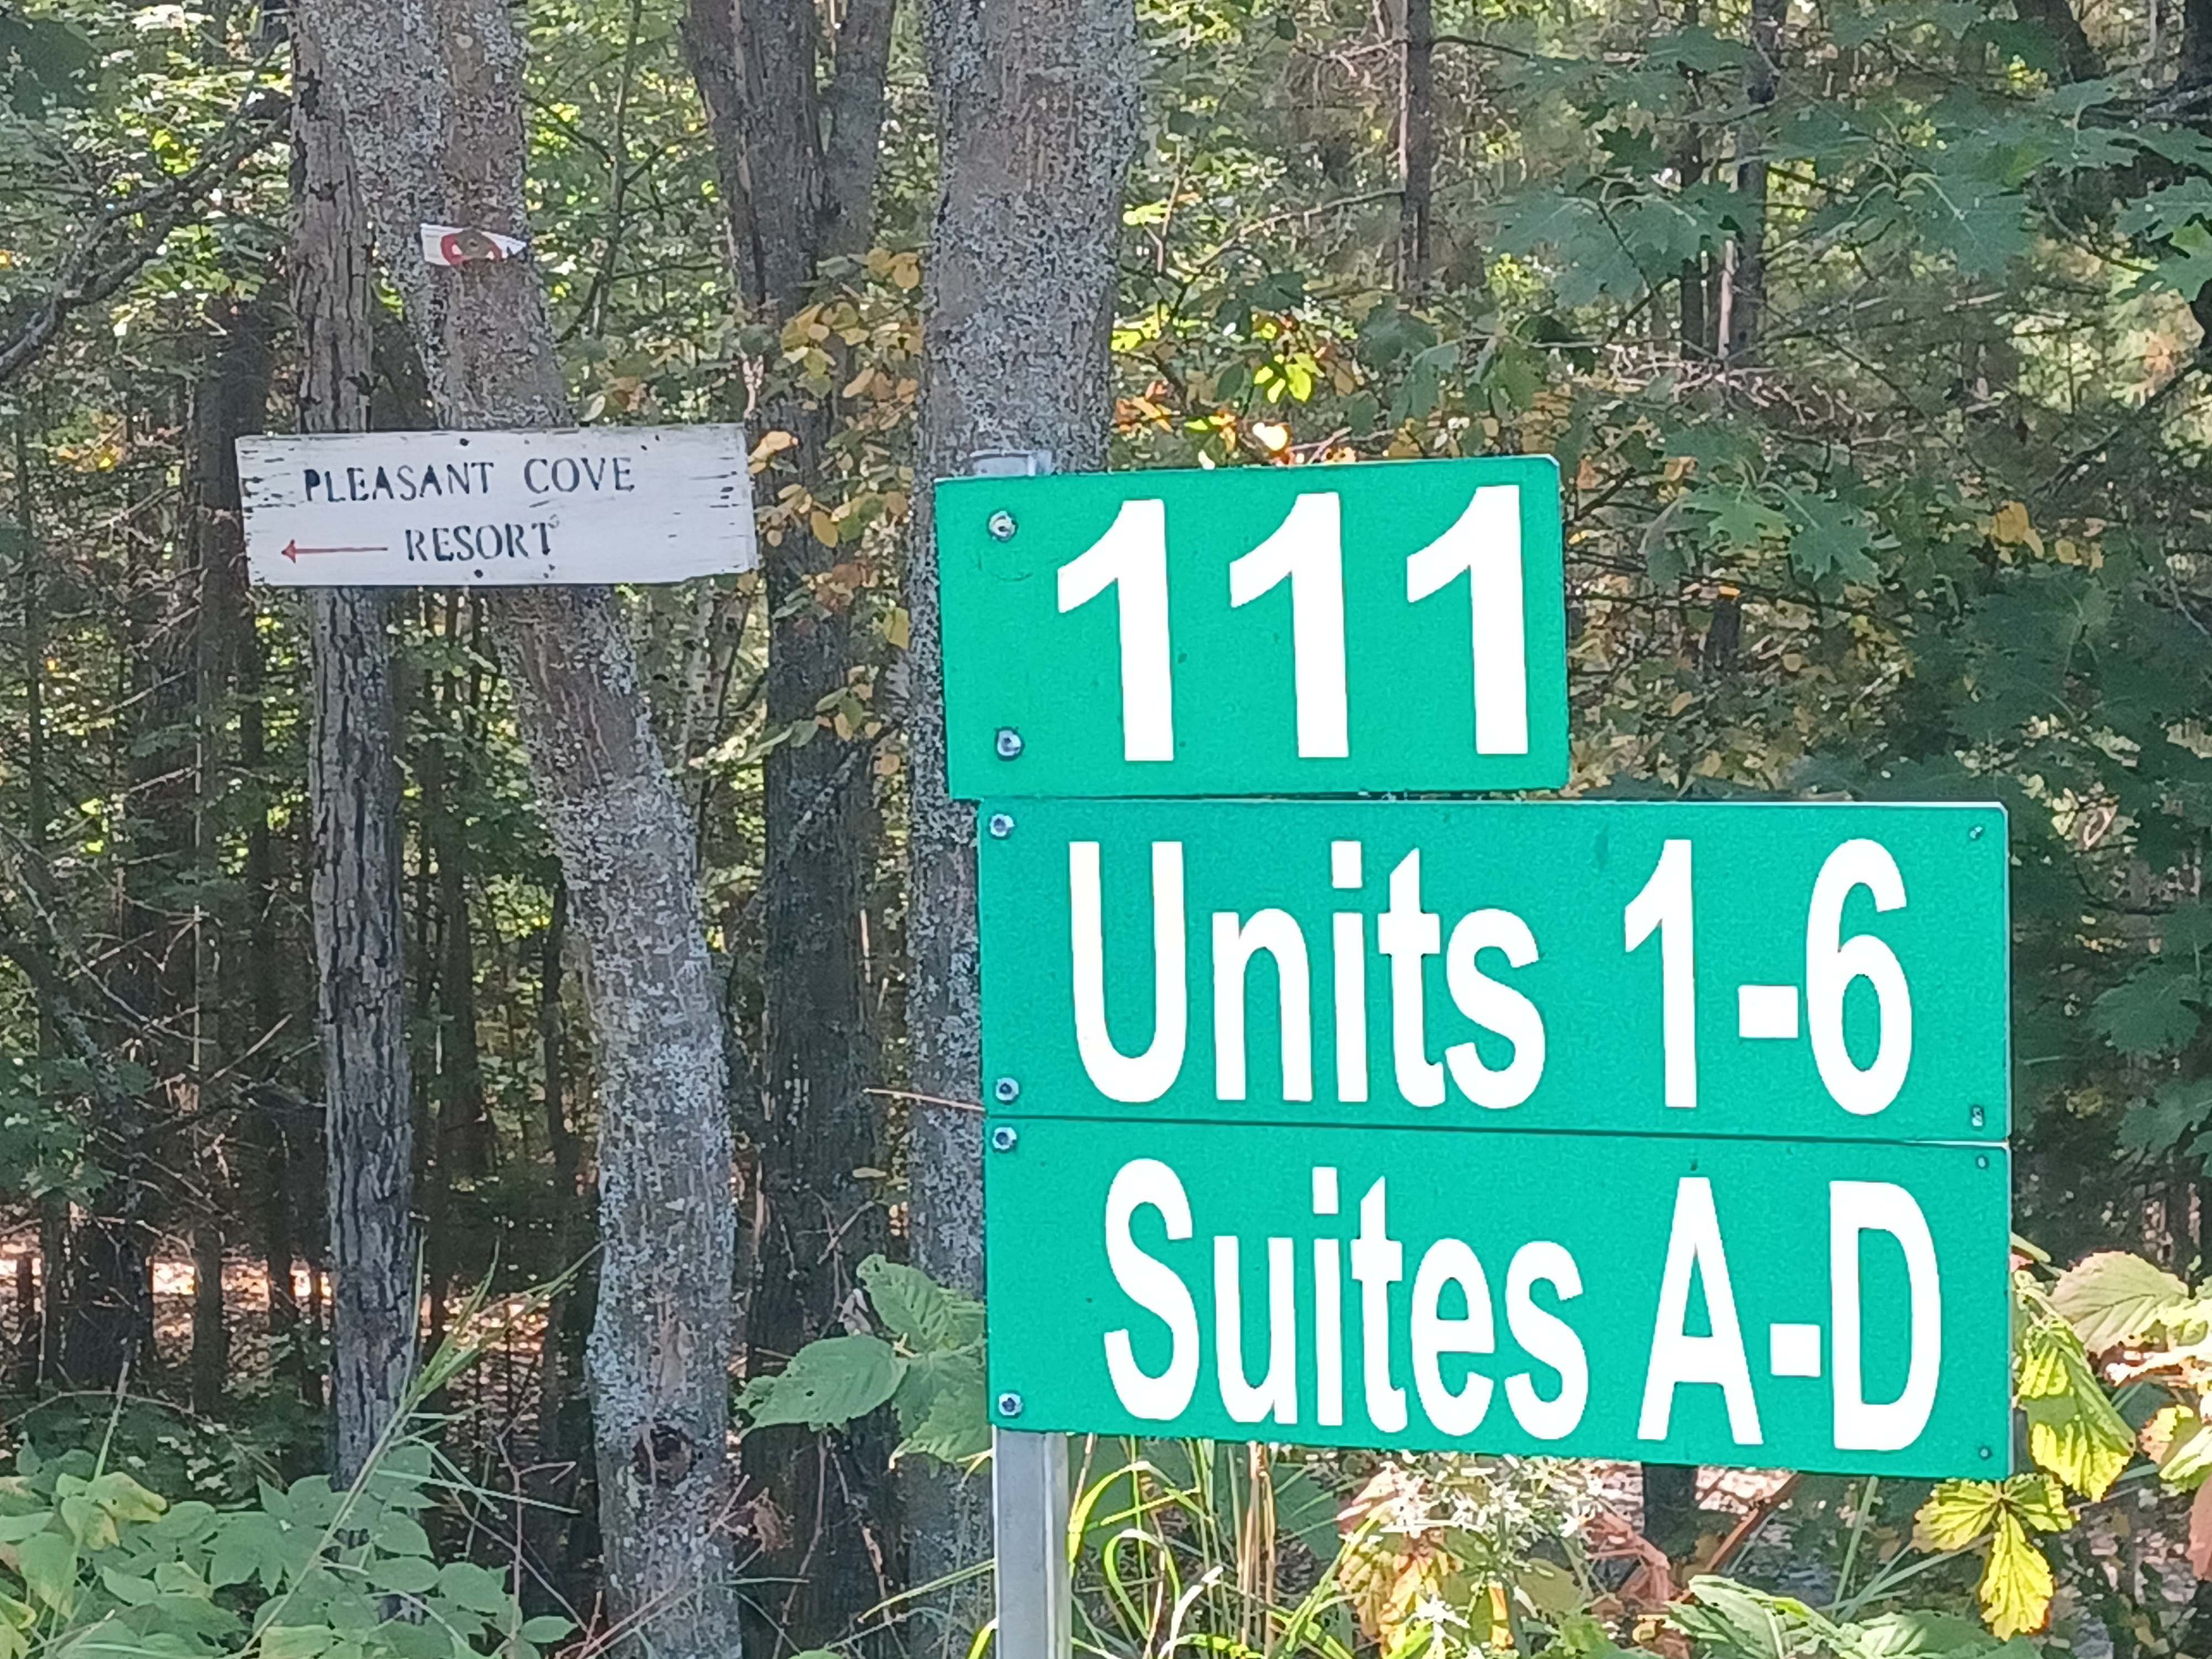 PLEASANT COVE
RESORT
111
Units 1-6
Suites A-D